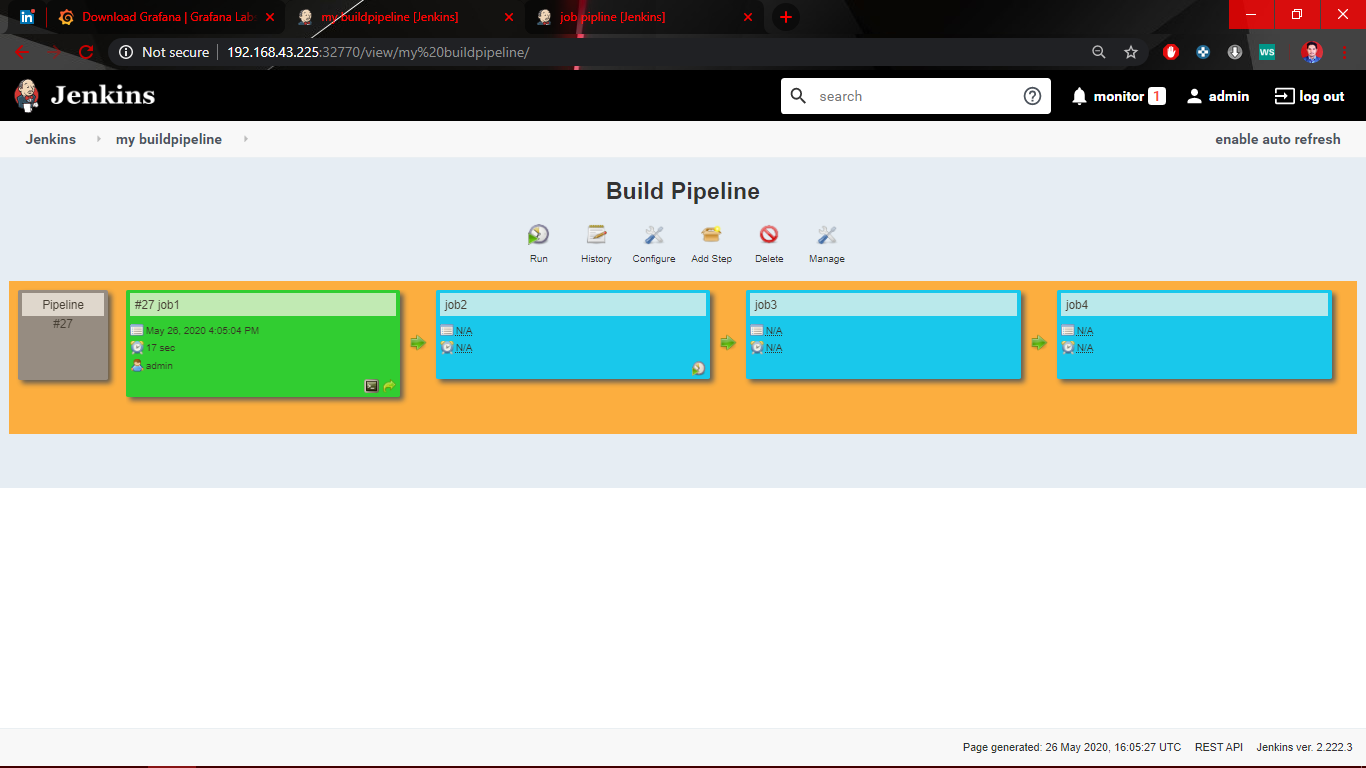 Download Grafana | Grafana Lab
my buildpipeline [Jenkins]
job pipline [Jenkins]
Not secure 192.168.43.225:32770/view/my%20buildpipeline/
ws
Jenkins
search
monitor 1 admin log out
Jenkins my buildpipeline enable auto refresh
Build Pipeline
Run History Configure Add Step Delete Manage
Pipeline
#27
#27 job1
May 26, 2020 4:05:04 PM
17 sec
admin
job2
N/A
N/A
job3
N/A
N/A
job4
N/A
N/A
Page generated: 26 May 2020, 16:05:27 UTC REST API Jenkins ver. 2.222.3